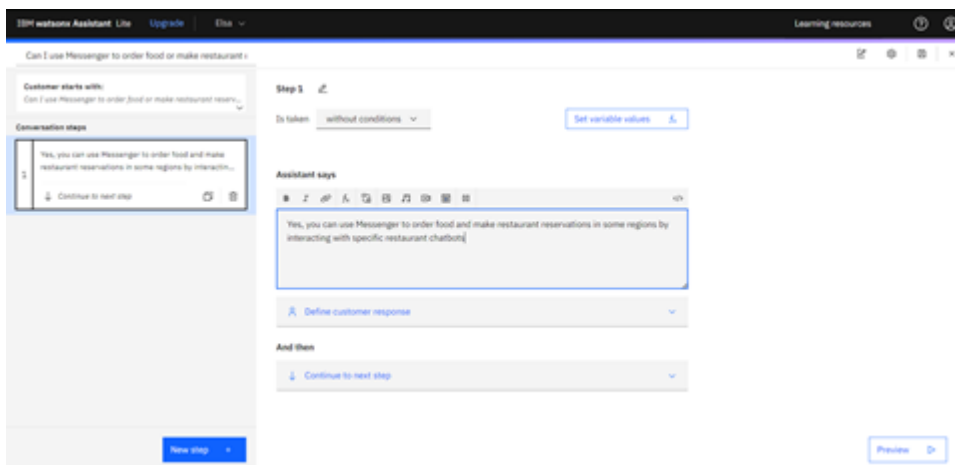 IBM watsonx Assistant Lite Upgrade Elsa Learning resources
Can I use Messenger to order food or make restaurant r
Customer starts with:
Can I use Messenger to order food or make restaurant reserv...
Conversation steps
1
Yes, you can use Messenger to order food and make
restaurant reservations in some regions by interactin...
Continue to next step
New step +
Step 1
Is taken without conditions Set variable values fx
Assistant says
B I
Yes, you can use Messenger to order food and make restaurant reservations in some regions by
interacting with specific restaurant chatbots
Define customer response
And then
Continue to next step
Preview